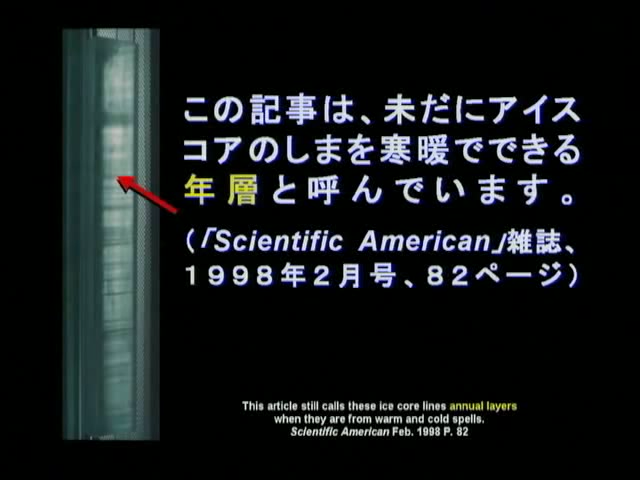 この記事は、未だにアイス
コアのしまを寒暖でできる
年層と呼んでいます。
（「Scientific American」雑誌、
１９９８年２月号、８２ページ）
This article still calls these ice core lines annual layers
when they are from warm and cold spells.
Scientific American Feb. 1998 P. 82